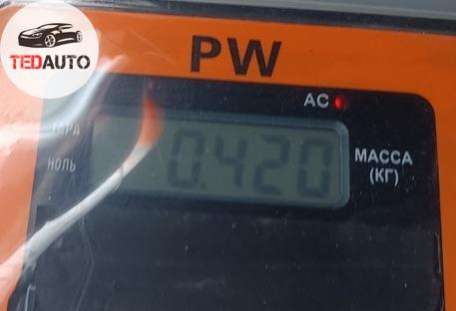 TEDAUTO
PW
AC
ТАРА
НОЛЬ
0.420
МАССА
(КГ)